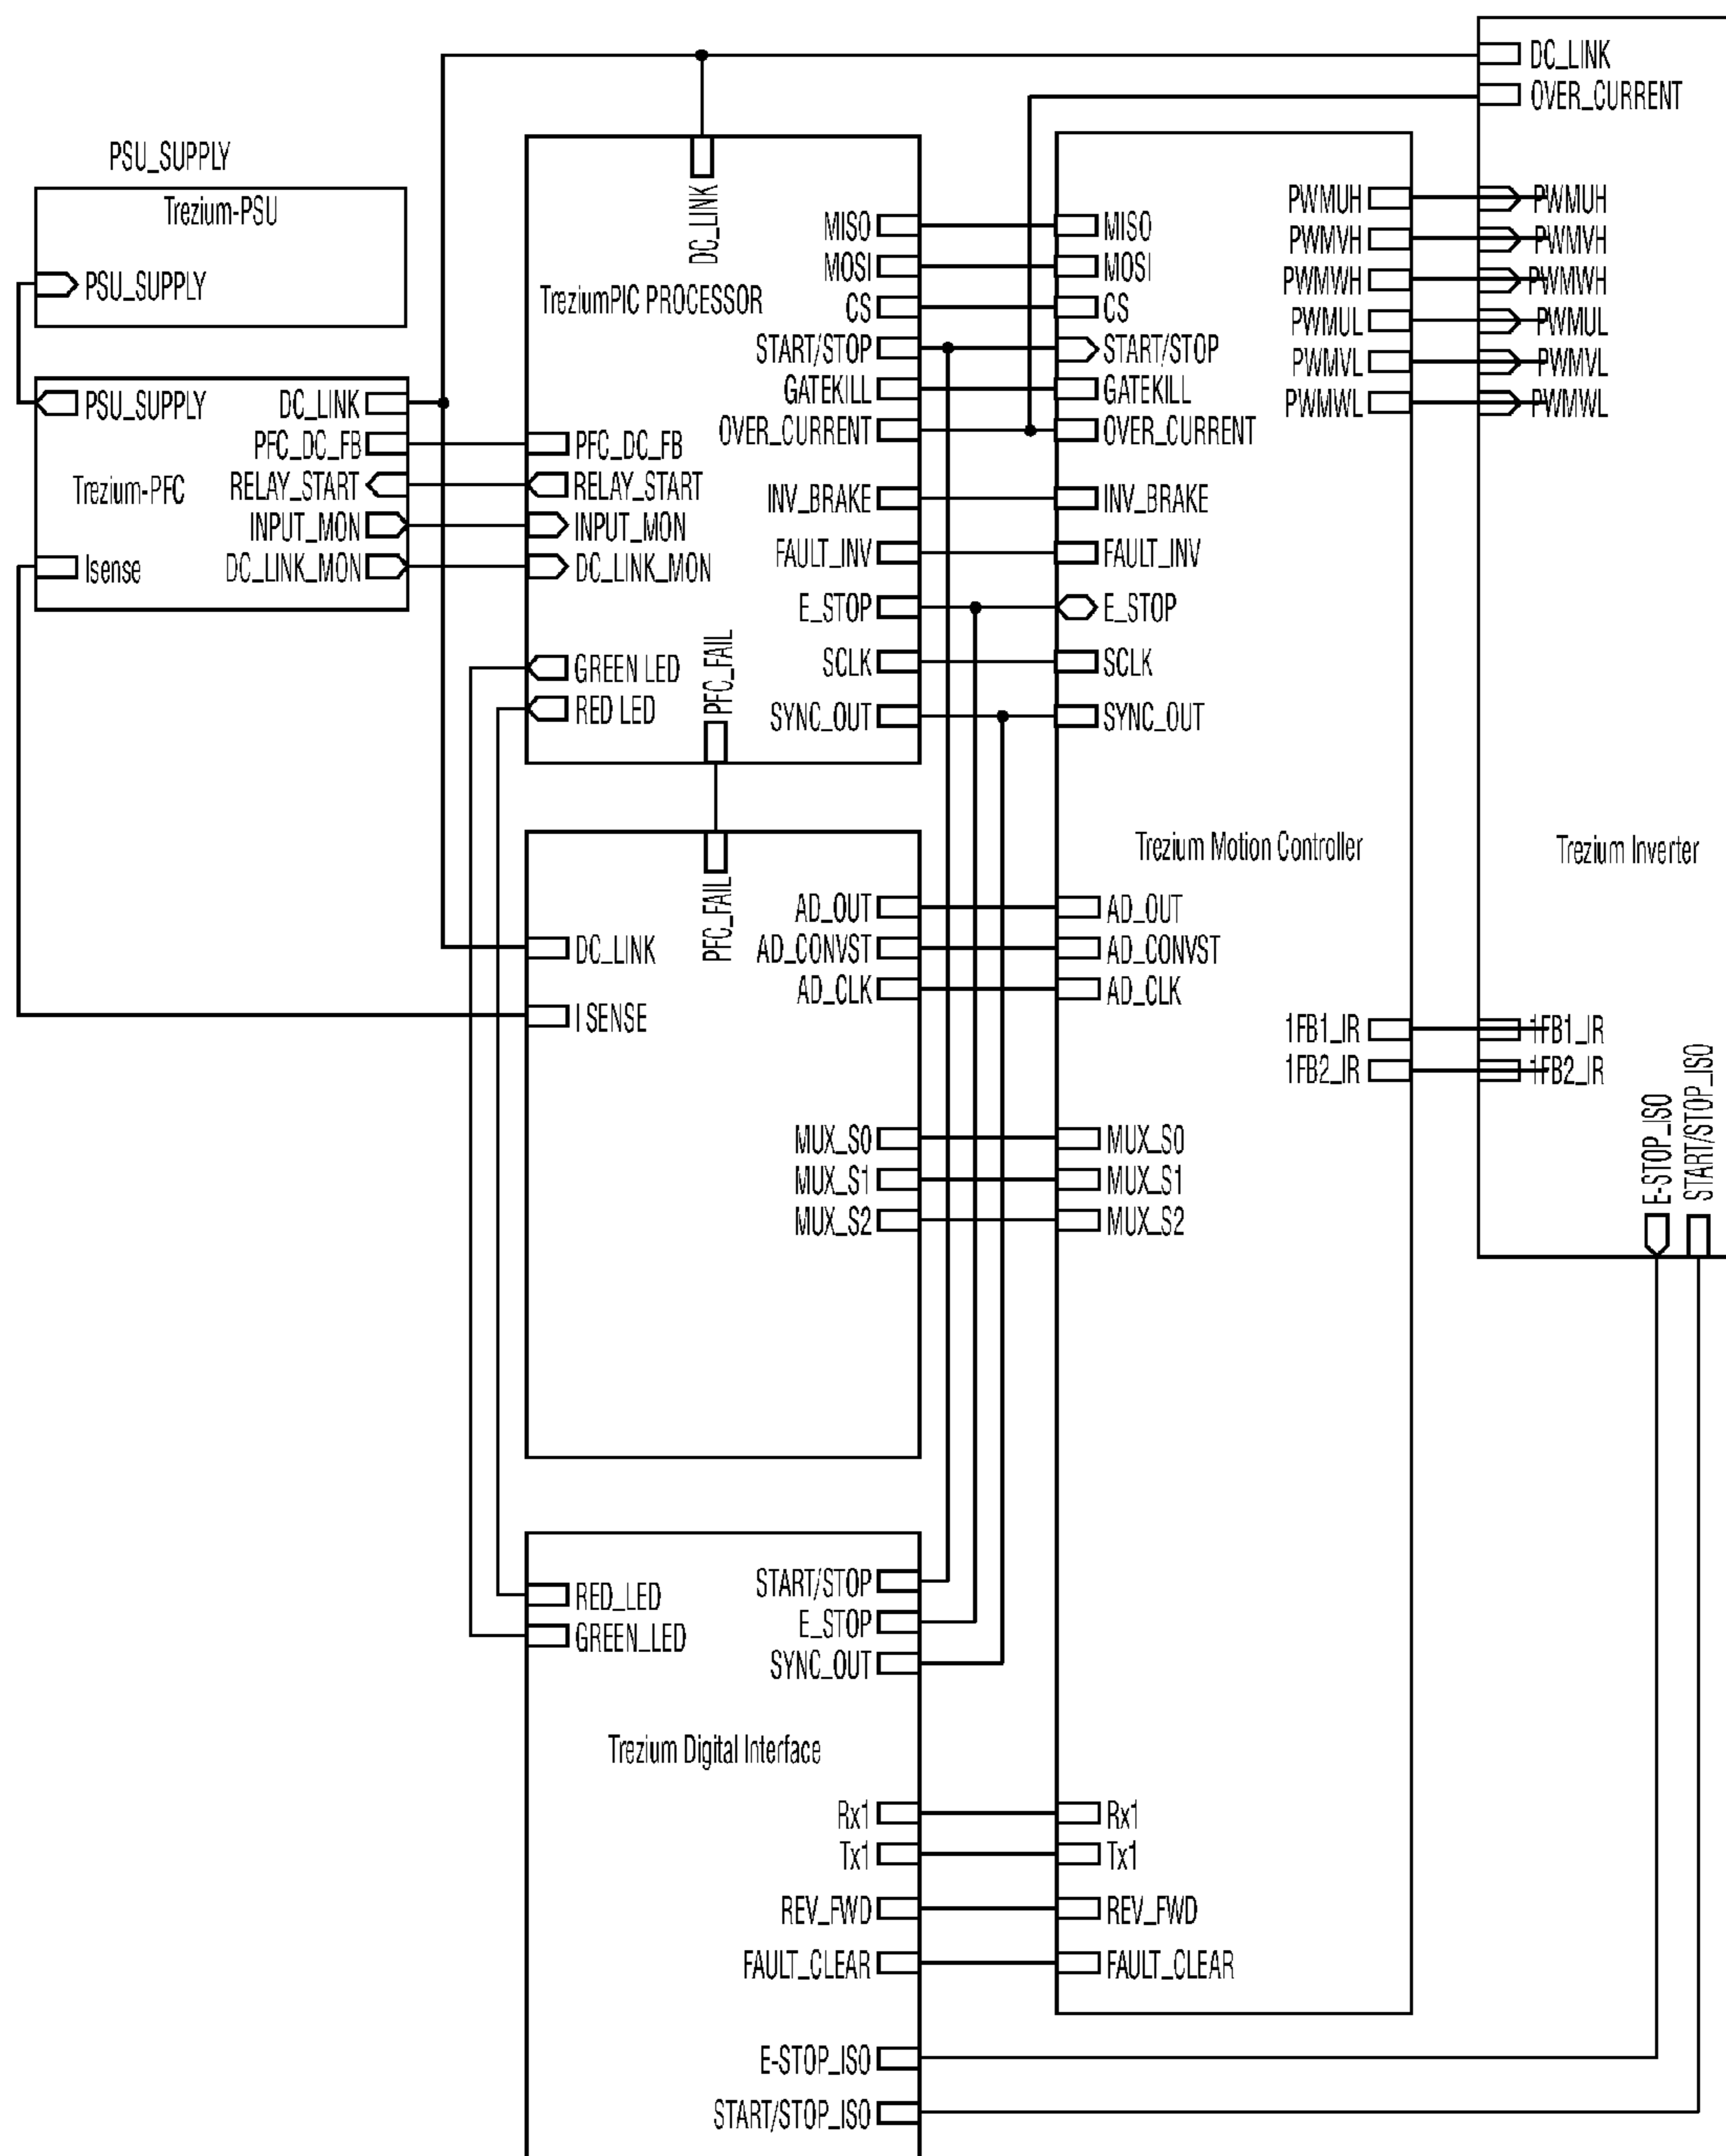 PSU_SUPPLY
Trezium-PSU
PSU_SUPPLY
PSU_SUPPLY
DC_LINK
PFC_DC_FB
Trezium-PFC
RELAY_START
INPUT_MON
Isense
DC_LINK_MON
DC_LINK
TreziumPIC PROCESSOR
MISO
MOSI
CS
START/STOP
GATEKILL
OVER_CURRENT
PFC_DC_FB
RELAY_START
INPUT_MON
DC_LINK_MON
INV_BRAKE
FAULT_INV
E_STOP
GREEN LED
RED LED
PFC_FAIL
SCLK
SYNC_OUT
PFC_FAIL
AD_OUT
DC_LINK
AD_CONVST
AD_CLK
I SENSE
MUX_S0
MUX_S1
MUX_S2
RED_LED
GREEN_LED
START/STOP
E_STOP
SYNC_OUT
Trezium Digital Interface
Rx1
Tx1
REV_FWD
FAULT_CLEAR
E-STOP_ISO
START/STOP_ISO
MISO
MOSI
CS
START/STOP
GATEKILL
OVER_CURRENT
INV_BRAKE
FAULT_INV
E_STOP
SCLK
SYNC_OUT
PWMUH
PWMVH
PWMWH
PWMUL
PWMVL
PWMWL
Trezium Motion Controller
AD_OUT
AD_CONVST
AD_CLK
1FB1_IR
1FB2_IR
MUX_S0
MUX_S1
MUX_S2
Rx1
Tx1
REV_FWD
FAULT_CLEAR
DC_LINK
OVER_CURRENT
PWMUH
PWMVH
PWMWH
PWMUL
PWMVL
PWMWL
Trezium Inverter
1FB1_IR
1FB2_IR
E-STOP_ISO
START/STOP_ISO